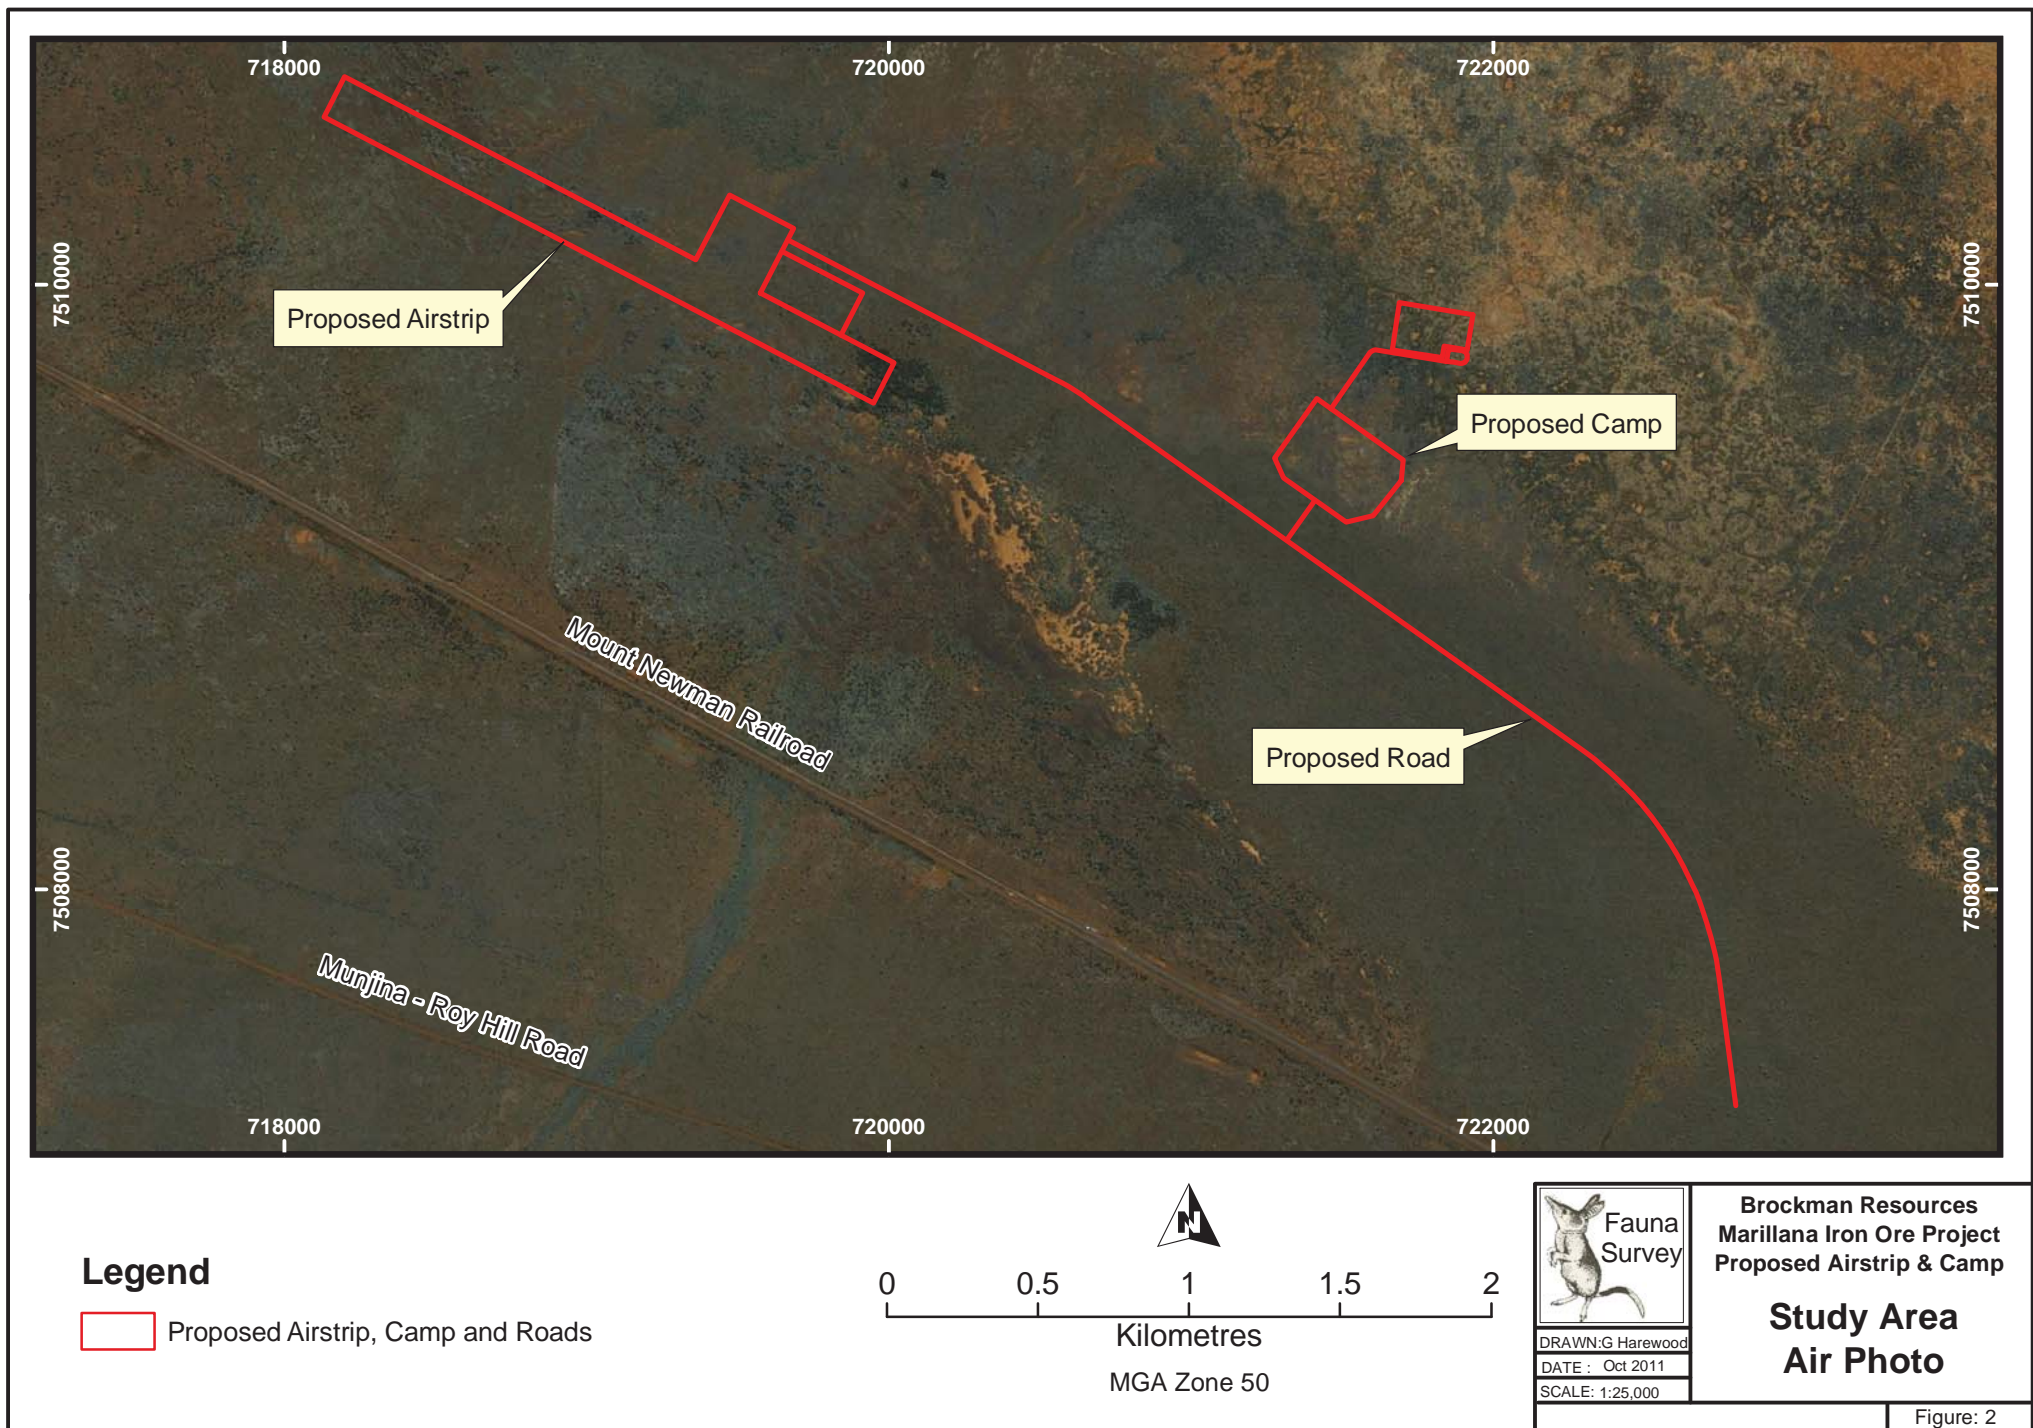 718000
720000
722000
7510000
7510000
Proposed Airstrip
Proposed Camp
Mount Newman Railroad
Proposed Road
7508000
7508000
Munjina - Roy Hill Road
718000
720000
722000
Legend
Proposed Airstrip, Camp and Roads
N
0 0.5 1 1.5 2
Kilometres
MGA Zone 50
Fauna
Survey
DRAWN:G Harewood
DATE : Oct 2011
SCALE: 1:25,000
Brockman Resources
Marillana Iron Ore Project
Proposed Airstrip & Camp
Study Area
Air Photo
Figure: 2